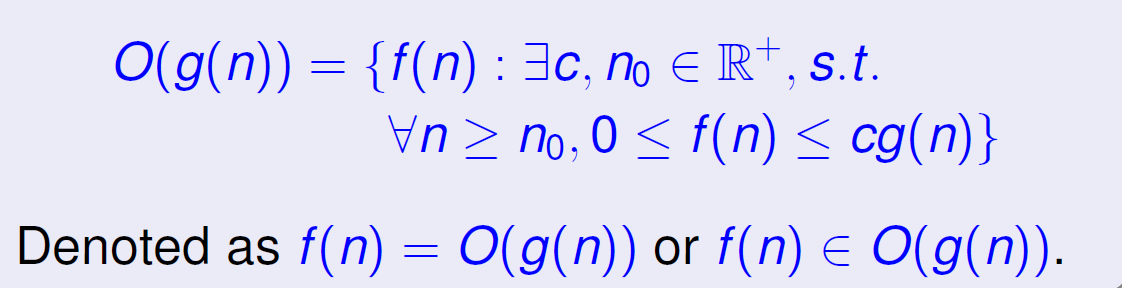 O(g(n)) = {f(n) : ∃c, n₀ ∈ ℝ⁺, s.t.
∀n ≥ n₀, 0 ≤ f(n) ≤ cg(n)}
Denoted as f(n) = O(g(n)) or f(n) ∈ O(g(n)).